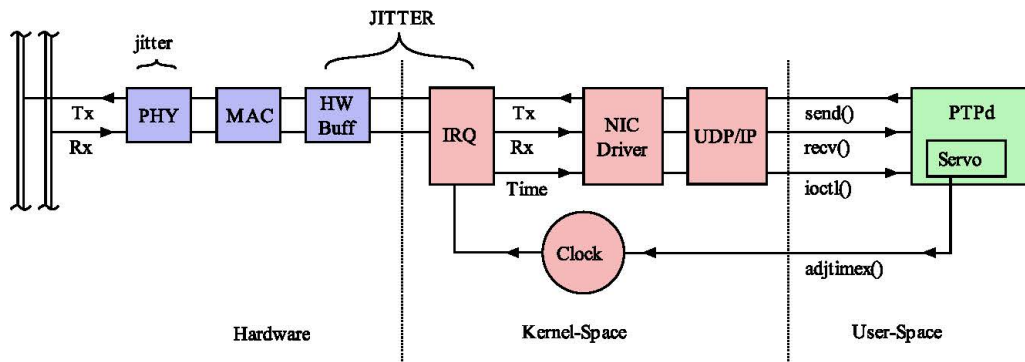 JITTER
jitter
Tx
Rx
PHY
MAC
HW
Buff
IRQ
Tx
Rx
Time
NIC
Driver
UDP/IP
send()
recv()
ioctl()
PTPd
Servo
Clock
adjtimex()
Hardware
Kernel-Space
User-Space